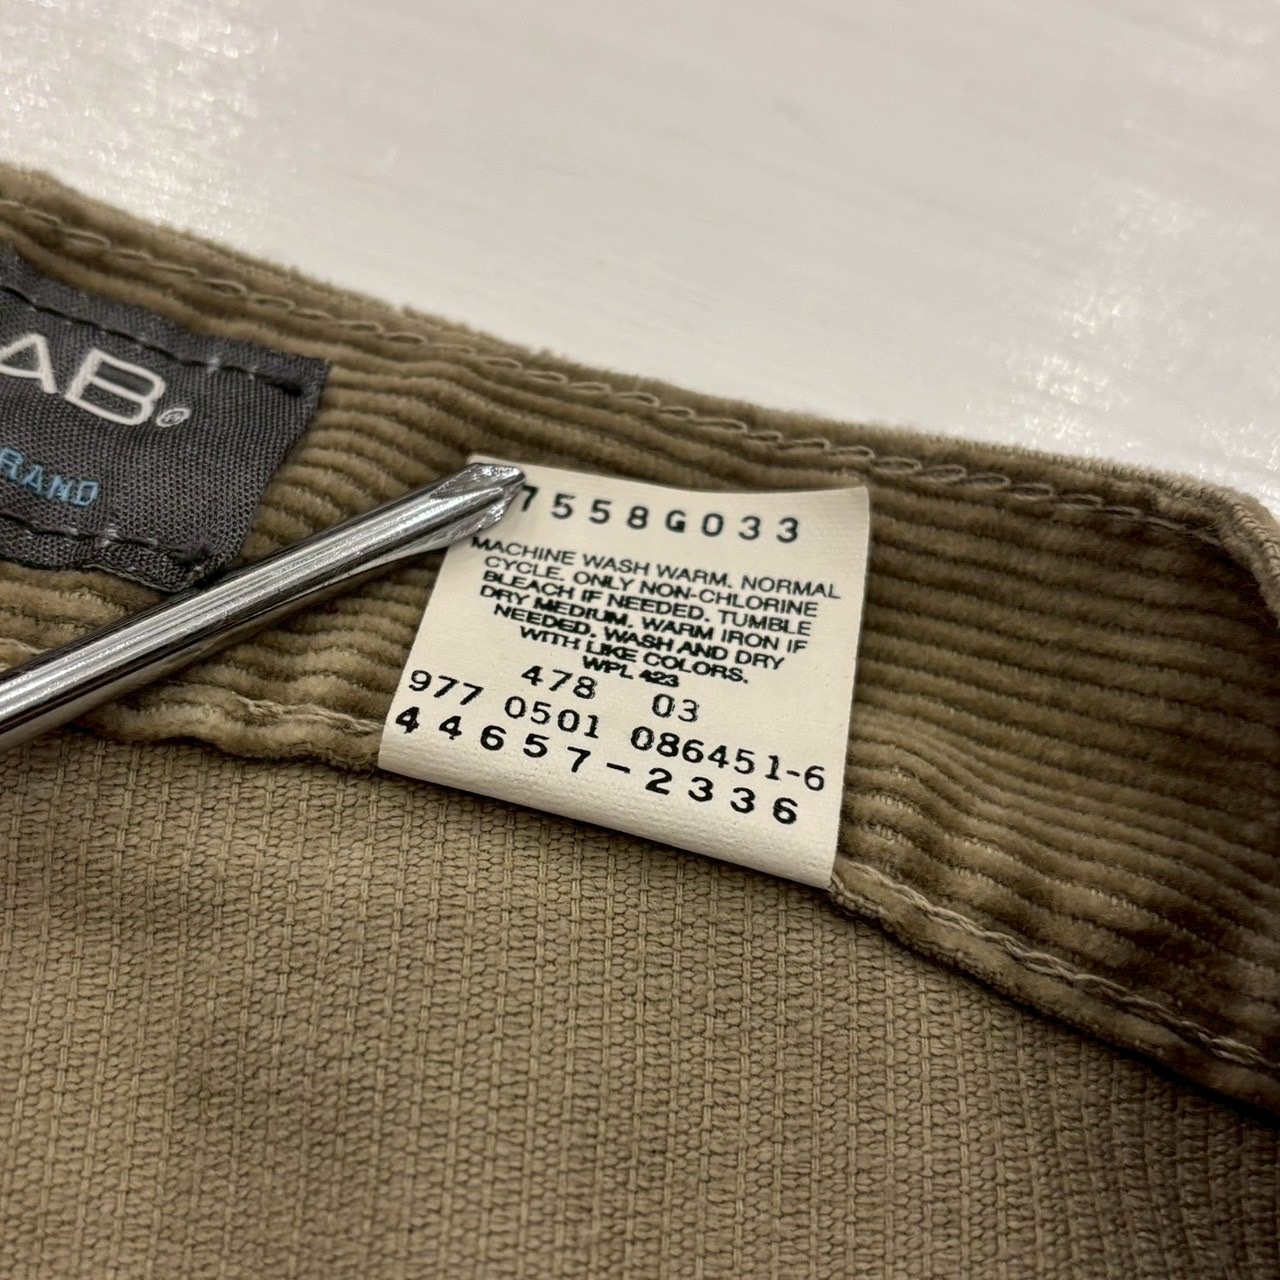 AB®
RAND
7558G033
MACHINE WASH WARM. NORMAL
CYCLE. ONLY NON-CHLORINE
BLEACH IF NEEDED. TUMBLE
DRY MEDIUM. WARM IRON IF
NEEDED. WASH AND DRY
WITH LIKE COLORS.
WPL 423
478 03
977 0501 086451-6
44657-2336